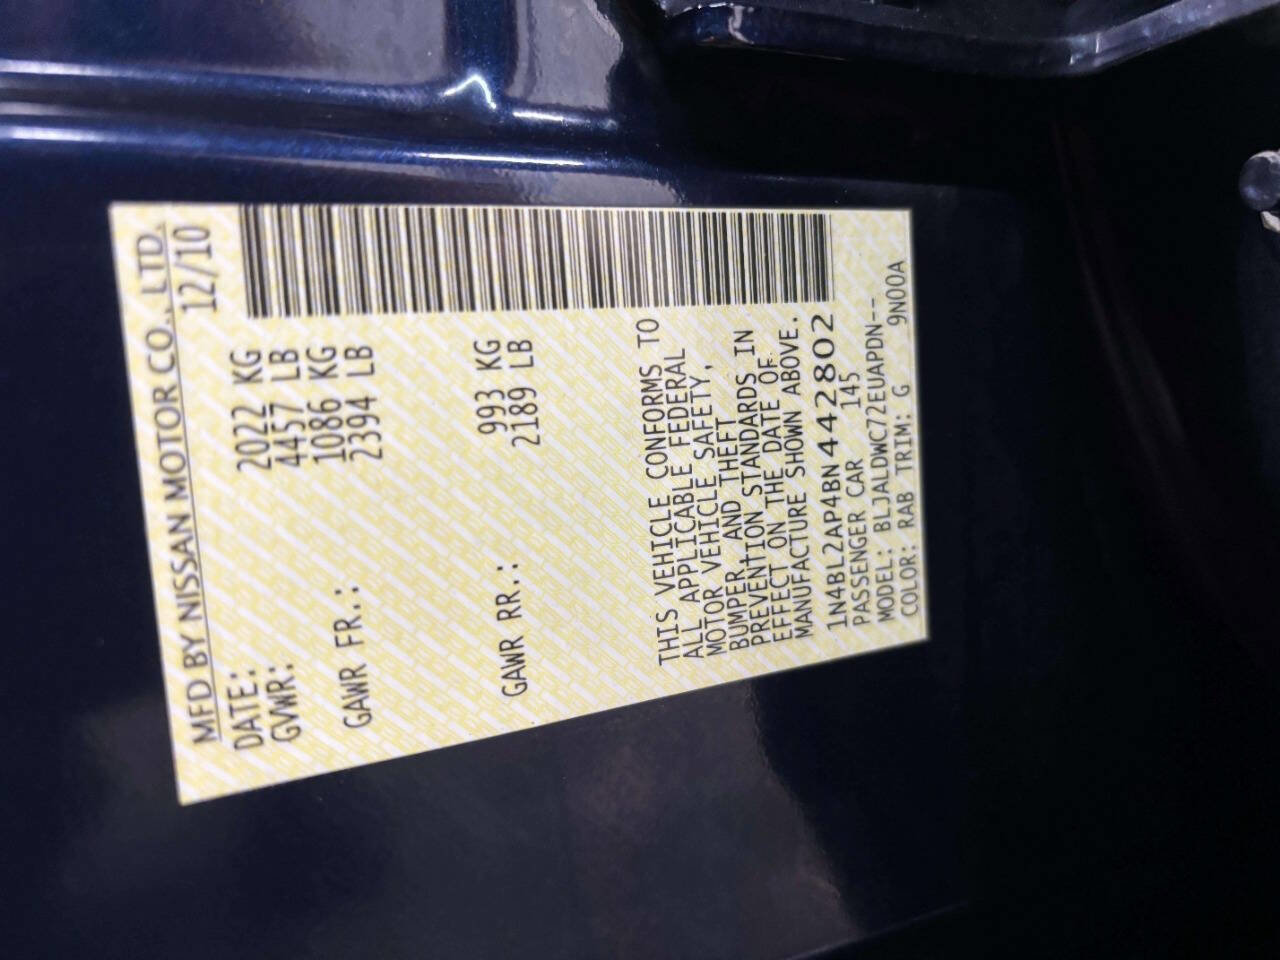 MFD BY NISSAN MOTOR CO., LTD.
DATE: 12/10
GVWR: 2022 KG
4457 LB
GAWR FR.: 1086 KG
2394 LB
GAWR RR.: 993 KG
2189 LB
THIS VEHICLE CONFORMS TO
ALL APPLICABLE FEDERAL
MOTOR VEHICLE SAFETY,
BUMPER, AND THEFT
PREVENTION STANDARDS IN
EFFECT ON THE DATE OF
MANUFACTURE SHOWN ABOVE.
1N4BL2AP4BN442802
PASSENGER CAR 145
MODEL: BLJALDWC72EUAPDN--
COLOR: RAB TRIM: G 9N00A